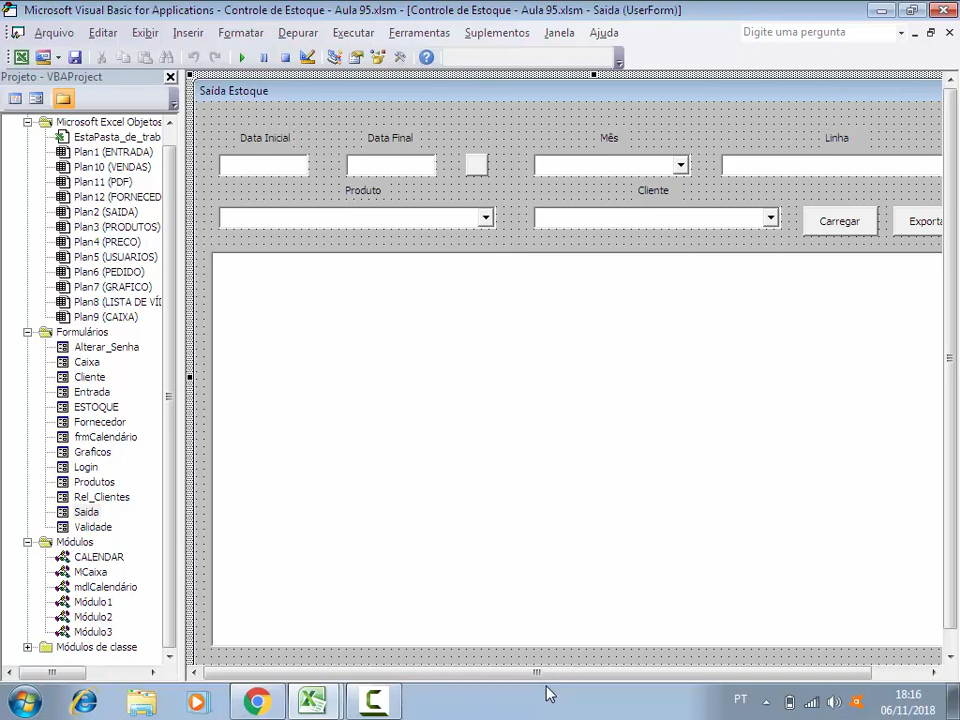 Microsoft Visual Basic for Applications - Controle de Estoque - Aula 95.xlsm - [Controle de Estoque - Aula 95.xlsm - Saida (UserForm)]
Arquivo Editar Exibir Inserir Formatar Depurar Executar Ferramentas Suplementos Janela Ajuda Digite uma pergunta
Projeto - VBAProject
Microsoft Excel Objetos
EstaPasta_de_trab
Plan1 (ENTRADA)
Plan10 (VENDAS)
Plan11 (PDF)
Plan12 (FORNECED
Plan2 (SAIDA)
Plan3 (PRODUTOS)
Plan4 (PRECO)
Plan5 (USUARIOS)
Plan6 (PEDIDO)
Plan7 (GRAFICO)
Plan8 (LISTA DE VÍ
Plan9 (CAIXA)
Formulários
Alterar_Senha
Caixa
Cliente
Entrada
ESTOQUE
Fornecedor
frmCalendário
Graficos
Login
Produtos
Rel_Clientes
Saida
Validade
Módulos
CALENDAR
MCaixa
mdlCalendário
Módulo1
Módulo2
Módulo3
Módulos de classe
Saída Estoque
Data Inicial Data Final Mês Linha
Produto Cliente
Carregar Exporta
PT 18:16
06/11/2018